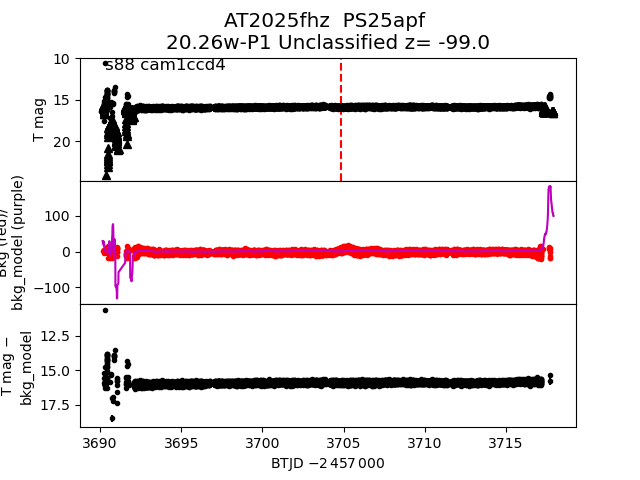 AT2025fhz  PS25apf
20.26w-P1 Unclassified z= -99.0
s88 cam1ccd4
10
15
20
T mag
100
0
−100
Bkg (red)/
bkg_model (purple)
12.5
15.0
17.5
T mag −
bkg_model
3690 3695 3700 3705 3710 3715
BTJD −2 457 000